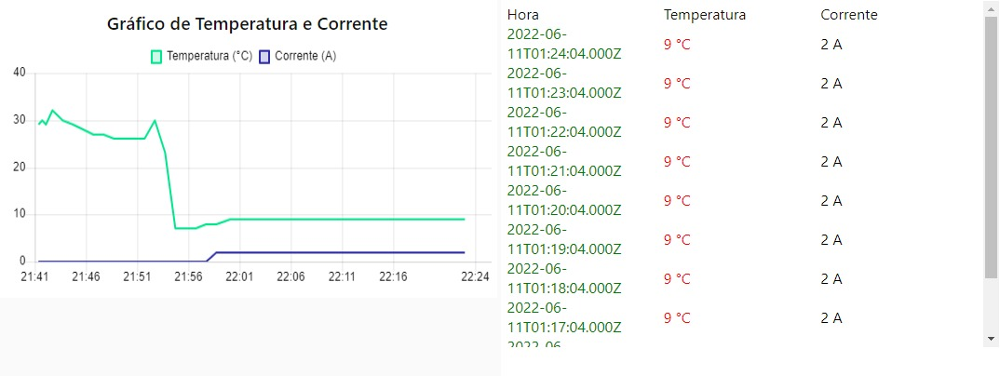 Gráfico de Temperatura e Corrente
Temperatura (°C) Corrente (A)
40
30
20
10
0
21:41 21:46 21:51 21:56 22:01 22:06 22:11 22:16 22:24
Hora Temperatura Corrente
2022-06-
11T01:24:04.000Z 9 °C 2 A
2022-06-
11T01:23:04.000Z 9 °C 2 A
2022-06-
11T01:22:04.000Z 9 °C 2 A
2022-06-
11T01:21:04.000Z 9 °C 2 A
2022-06-
11T01:20:04.000Z 9 °C 2 A
2022-06-
11T01:19:04.000Z 9 °C 2 A
2022-06-
11T01:18:04.000Z 9 °C 2 A
2022-06-
11T01:17:04.000Z 9 °C 2 A
2022-06-